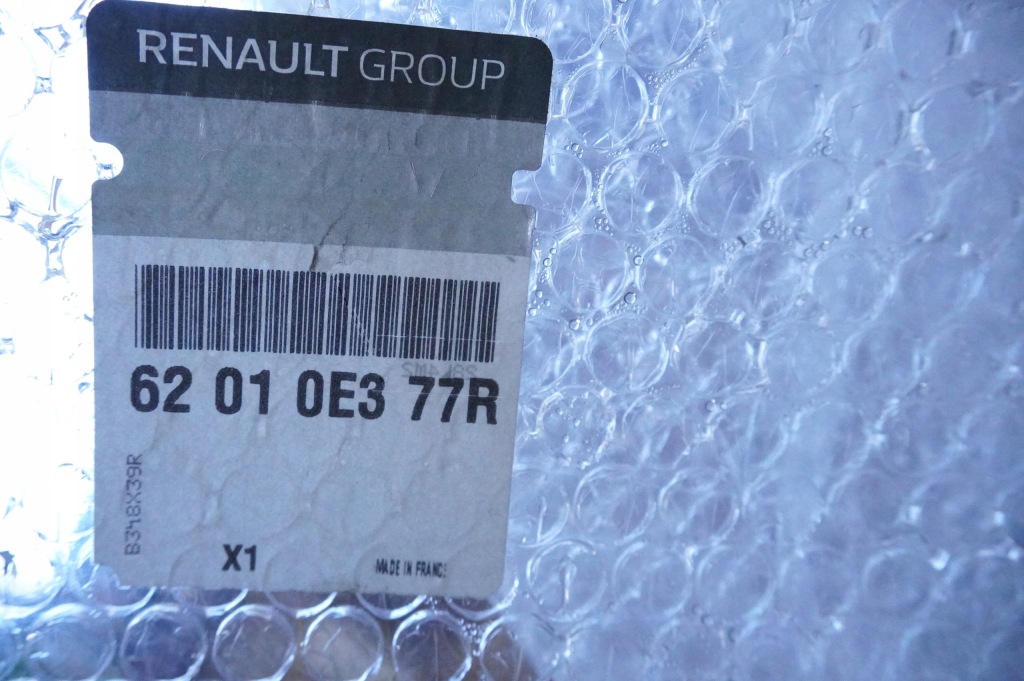 RENAULT GROUP
62 01 0E3 77R
B348X39R
X1
MADE IN FRANCE